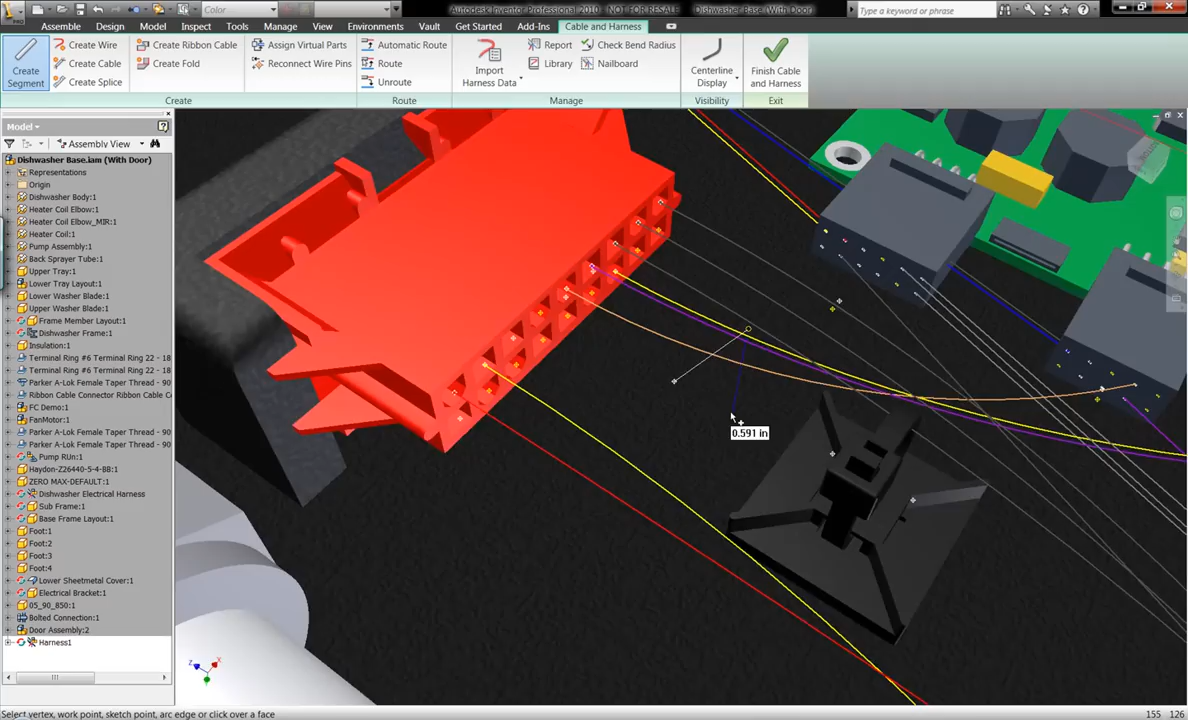 PRO
Color
Autodesk Inventor Professional 2010 - NOT FOR RESALE - Dishwasher Base (With Door)
Type a keyword or phrase
Assemble Design Model Inspect Tools Manage View Environments Vault Get Started Add-Ins Cable and Harness
Create Segment
Create Wire
Create Cable
Create Splice
Create Ribbon Cable
Create Fold
Assign Virtual Parts
Reconnect Wire Pins
Automatic Route
Route
Unroute
Import Harness Data
Report
Library
Check Bend Radius
Nailboard
Centerline Display
Finish Cable and Harness
Create Route Manage Visibility Exit
Model
Assembly View
Dishwasher Base.iam (With Door)
Representations
Origin
Dishwasher Body:1
Heater Coil Elbow:1
Heater Coil Elbow_MIR:1
Heater Coil:1
Pump Assembly:1
Back Sprayer Tube:1
Upper Tray:1
Lower Tray Layout:1
Lower Washer Blade:1
Upper Washer Blade:1
Frame Member Layout:1
Dishwasher Frame:1
Insulation:1
Terminal Ring #6 Terminal Ring 22 - 18
Terminal Ring #6 Terminal Ring 22 - 18
Parker A-Lok Female Taper Thread - 90
Ribbon Cable Connector Ribbon Cable
FC Demo:1
FanMotor:1
Parker A-Lok Female Taper Thread - 90
Parker A-Lok Female Taper Thread - 90
Pump RUn:1
Haydon-Z26440-5-4-BB:1
ZERO MAX-DEFAULT:1
Dishwasher Electrical Harness
Sub Frame:1
Base Frame Layout:1
Foot:1
Foot:2
Foot:3
Foot:4
Lower Sheetmetal Cover:1
Electrical Bracket:1
05_90_850:1
Bolted Connection:1
Door Assembly:2
Harness1
0.591 in
Z X Y
Select vertex, work point, sketch point, arc edge or click over a face
155 126